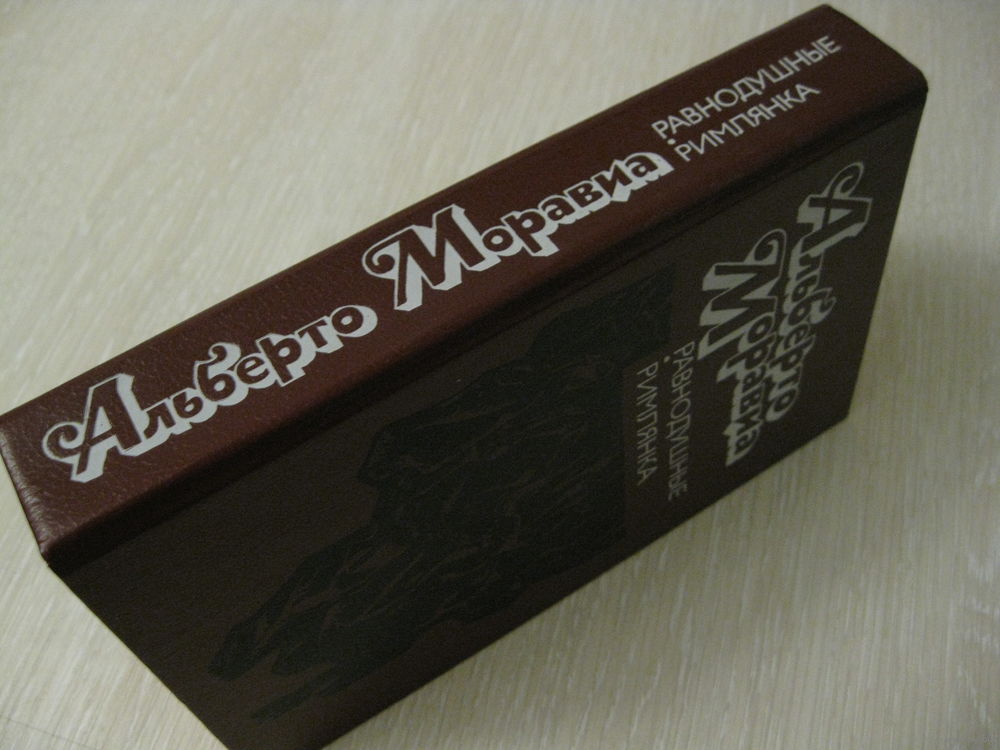 Альберто Моравиа
РАВНОДУШНЫЕ
РИМЛЯНКА
Альберто
Моравиа
РАВНОДУШНЫЕ
РИМЛЯНКА